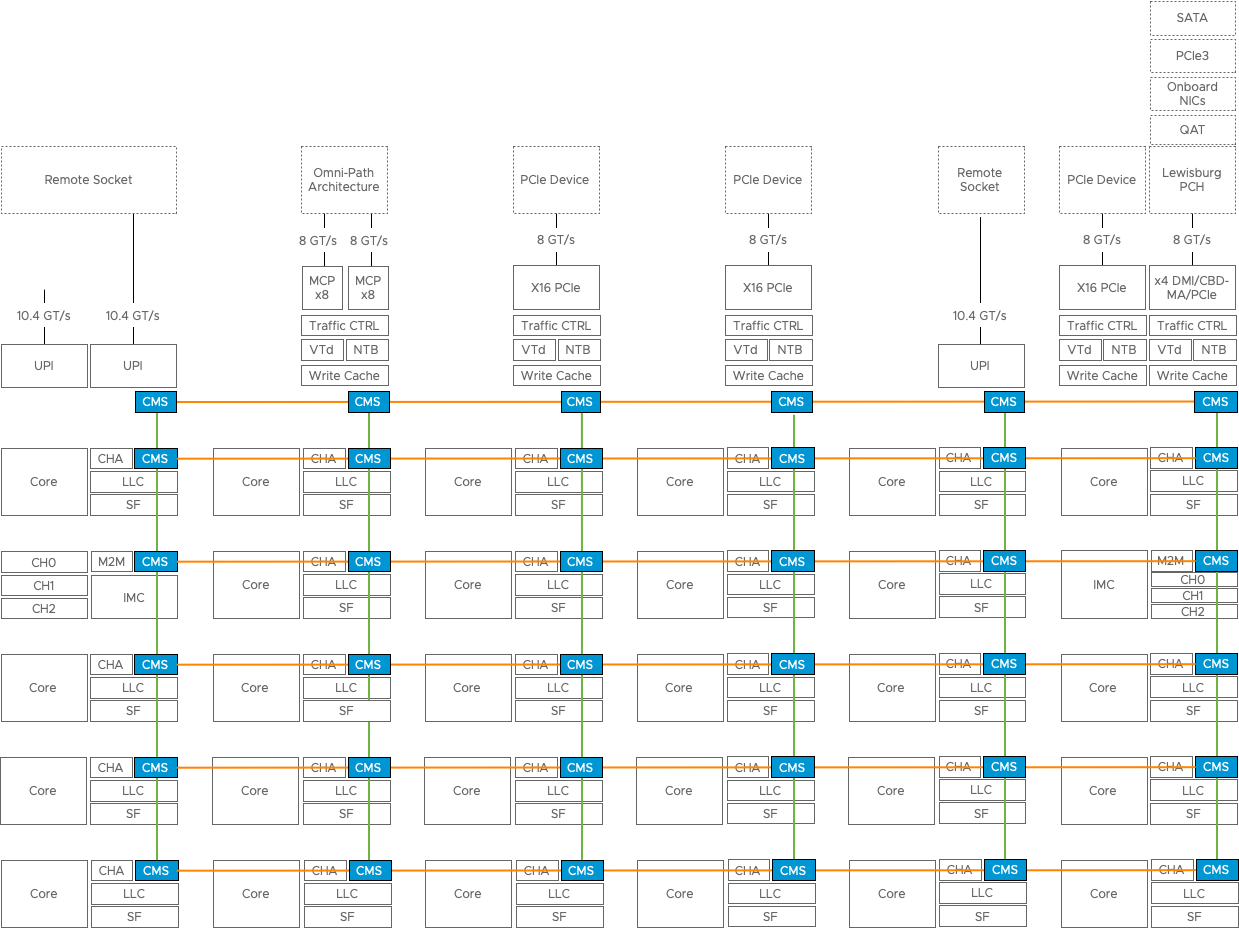 SATA
PCIe3
Onboard
NICs
QAT
Remote Socket
Omni-Path
Architecture
PCIe Device
PCIe Device
Remote
Socket
PCIe Device
Lewisburg
PCH
8 GT/s
8 GT/s
8 GT/s
8 GT/s
8 GT/s
8 GT/s
MCP
x8
MCP
x8
X16 PCIe
X16 PCIe
X16 PCIe
x4 DMI/CBD-
MA/PCIe
10.4 GT/s
10.4 GT/s
10.4 GT/s
Traffic CTRL
Traffic CTRL
Traffic CTRL
Traffic CTRL
Traffic CTRL
VTd
NTB
VTd
NTB
VTd
NTB
VTd
NTB
VTd
NTB
UPI
UPI
UPI
Write Cache
Write Cache
Write Cache
Write Cache
Write Cache
CMS
CMS
CMS
CMS
CMS
CMS
Core
CHA
CMS
LLC
SF
Core
CHA
CMS
LLC
SF
Core
CHA
CMS
LLC
SF
Core
CHA
CMS
LLC
SF
Core
CHA
CMS
LLC
SF
Core
CHA
CMS
LLC
SF
CH0
CH1
CH2
M2M
CMS
IMC
Core
CHA
CMS
LLC
SF
Core
CHA
CMS
LLC
SF
Core
CHA
CMS
LLC
SF
Core
CHA
CMS
LLC
SF
IMC
M2M
CMS
CH0
CH1
CH2
Core
CHA
CMS
LLC
SF
Core
CHA
CMS
LLC
SF
Core
CHA
CMS
LLC
SF
Core
CHA
CMS
LLC
SF
Core
CHA
CMS
LLC
SF
Core
CHA
CMS
LLC
SF
Core
CHA
CMS
LLC
SF
Core
CHA
CMS
LLC
SF
Core
CHA
CMS
LLC
SF
Core
CHA
CMS
LLC
SF
Core
CHA
CMS
LLC
SF
Core
CHA
CMS
LLC
SF
Core
CHA
CMS
LLC
SF
Core
CHA
CMS
LLC
SF
Core
CHA
CMS
LLC
SF
Core
CHA
CMS
LLC
SF
Core
CHA
CMS
LLC
SF
Core
CHA
CMS
LLC
SF